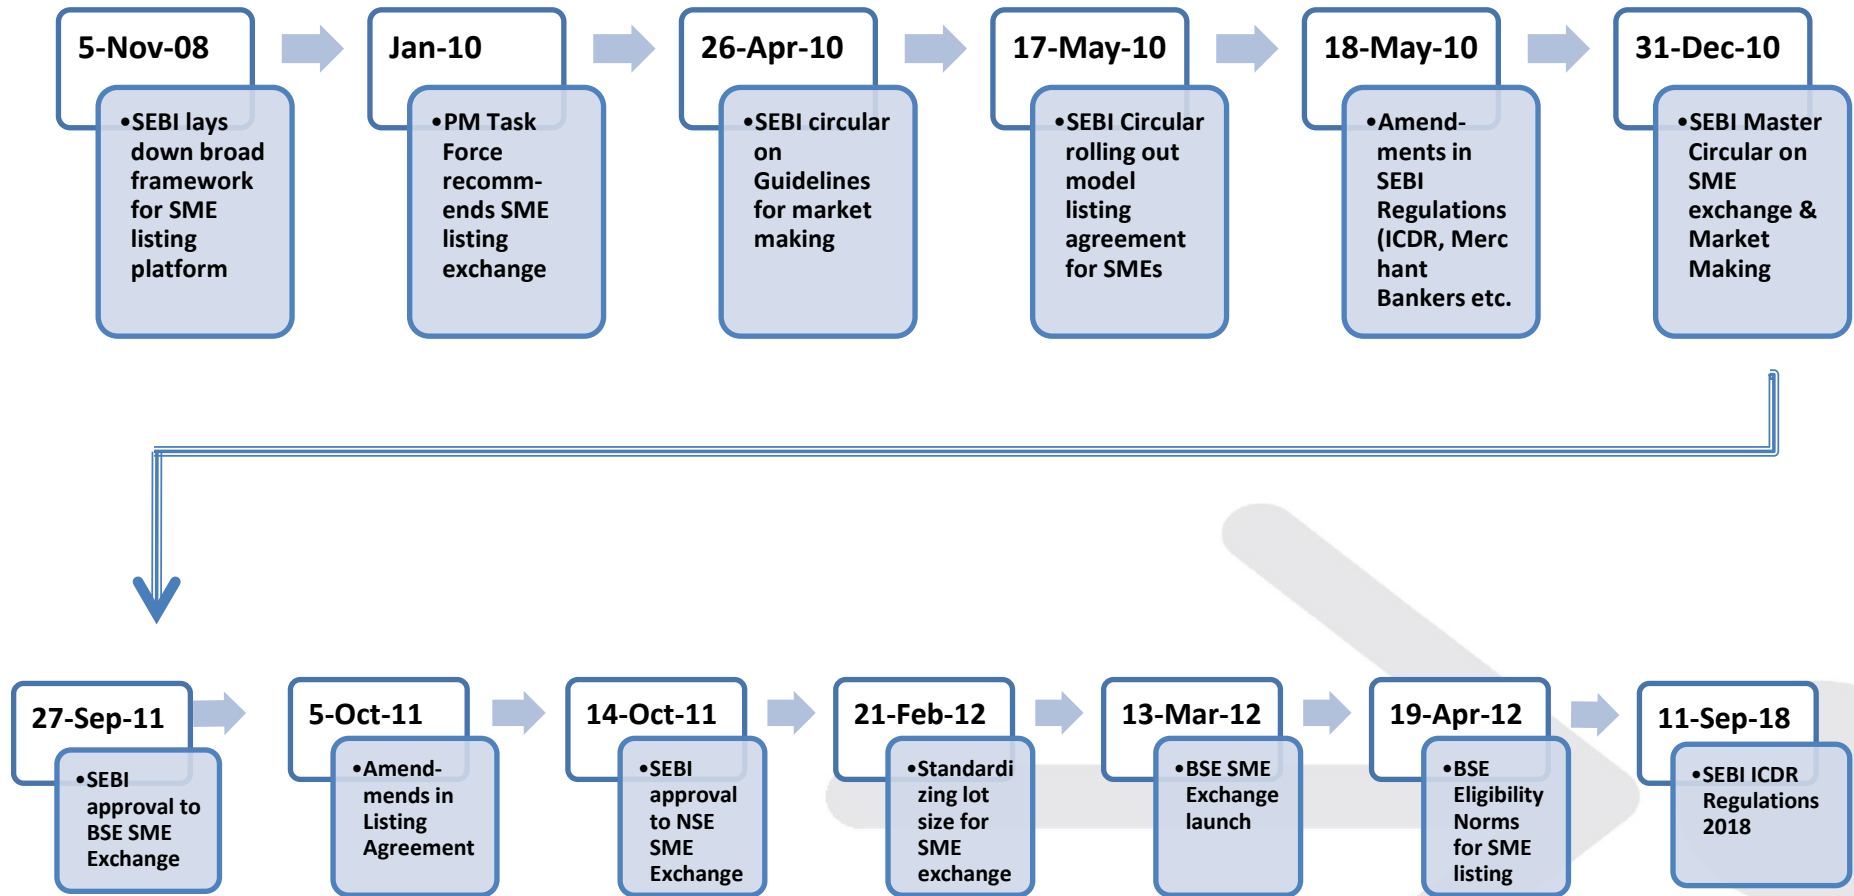 5-Nov-08
•SEBI lays
down broad
framework
for SME
listing
platform
Jan-10
•PM Task
Force
recomm-
ends SME
listing
exchange
26-Apr-10
•SEBI circular
on
Guidelines
for market
making
17-May-10
•SEBI Circular
rolling out
model
listing
agreement
for SMEs
18-May-10
•Amend-
ments in
SEBI
Regulations
(ICDR, Merc
hant
Bankers etc.
31-Dec-10
•SEBI Master
Circular on
SME
exchange &
Market
Making
27-Sep-11
•SEBI
approval to
BSE SME
Exchange
5-Oct-11
•Amend-
mends in
Listing
Agreement
14-Oct-11
•SEBI
approval
to NSE
SME
Exchange
21-Feb-12
•Standardi
zing lot
size for
SME
exchange
13-Mar-12
•BSE SME
Exchange
launch
19-Apr-12
•BSE
Eligibility
Norms
for SME
listing
11-Sep-18
•SEBI ICDR
Regulations
2018